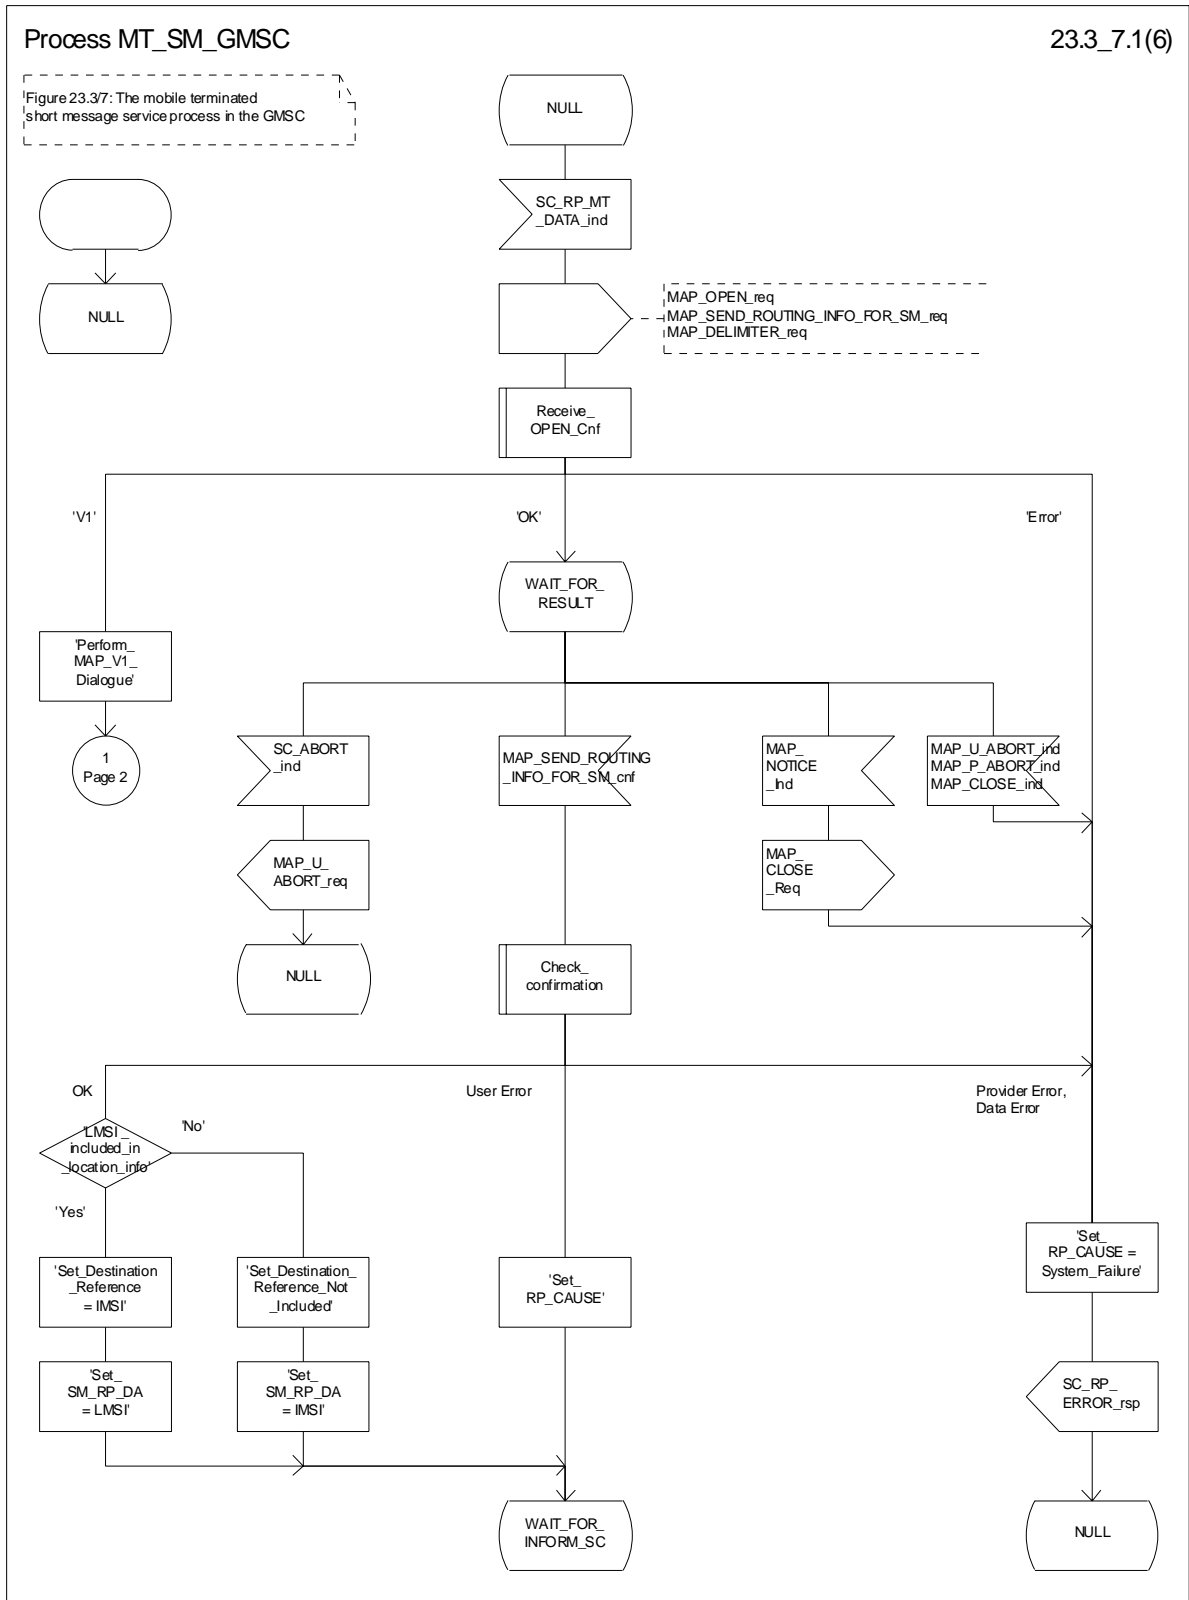 Process MT_SM_GMSC
23.3_7.1(6)
Figure 23.3/7: The mobile terminated
short message service process in the GMSC
NULL
SC_RP_MT
_DATA_ind
NULL
MAP_OPEN_req
MAP_SEND_ROUTING_INFO_FOR_SM_req
MAP_DELIMITER_req
Receive_
OPEN_Cnf
'V1'
'OK'
'Error'
WAIT_FOR_
RESULT
'Perform_
MAP_V1_
Dialogue'
1
Page 2
SC_ABORT
_ind
MAP_SEND_ROUTING
_INFO_FOR_SM_cnf
MAP_
NOTICE
_Ind
MAP_U_ABORT_ind
MAP_P_ABORT_ind
MAP_CLOSE_ind
MAP_U_
ABORT_req
MAP_
CLOSE
_Req
NULL
Check_
confirmation
OK
User Error
Provider Error,
Data Error
'LMSI_
included_in
_location_info'
'No'
'Yes'
'Set_Destination
_Reference
= IMSI'
'Set_Destination_
Reference_Not
_Included'
'Set_
RP_CAUSE'
'Set_
RP_CAUSE =
System_Failure'
'Set_
SM_RP_DA
= LMSI'
'Set_
SM_RP_DA
= IMSI'
SC_RP_
ERROR_rsp
WAIT_FOR_
INFORM_SC
NULL